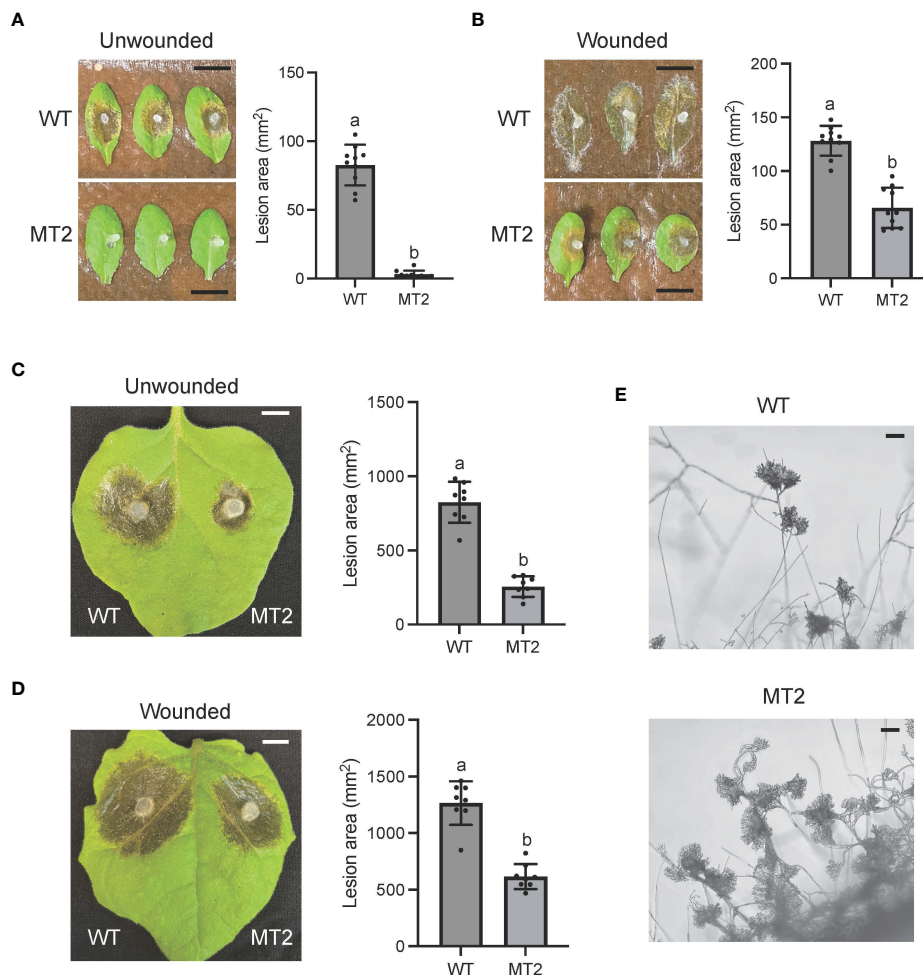 A
Unwounded
WT
MT2
Lesion area (mm²)
150
100
50
0
a
b
WT
MT2
B
Wounded
WT
MT2
Lesion area (mm²)
200
150
100
50
0
a
b
WT
MT2
C
Unwounded
WT
MT2
Lesion area (mm²)
1500
1000
500
0
a
b
WT
MT2
D
Wounded
WT
MT2
Lesion area (mm²)
2000
1500
1000
500
0
a
b
WT
MT2
E
WT
MT2